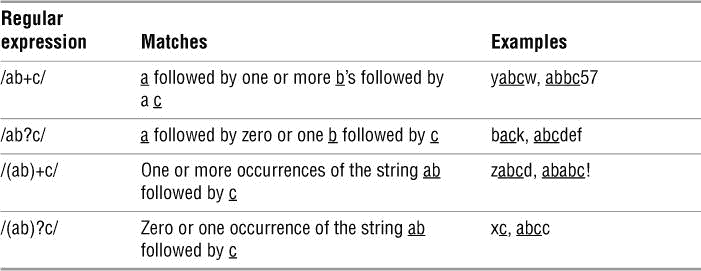 Regular
expression Matches Examples
/ab+c/ a followed by one or more b's followed by yabcw, abbc57
a c
/ab?c/ a followed by zero or one b followed by c back, abcdef
/(ab)+c/ One or more occurrences of the string ab zabcd, ababc!
followed by c
/(ab)?c/ Zero or one occurrence of the string ab xc, abcc
followed by c